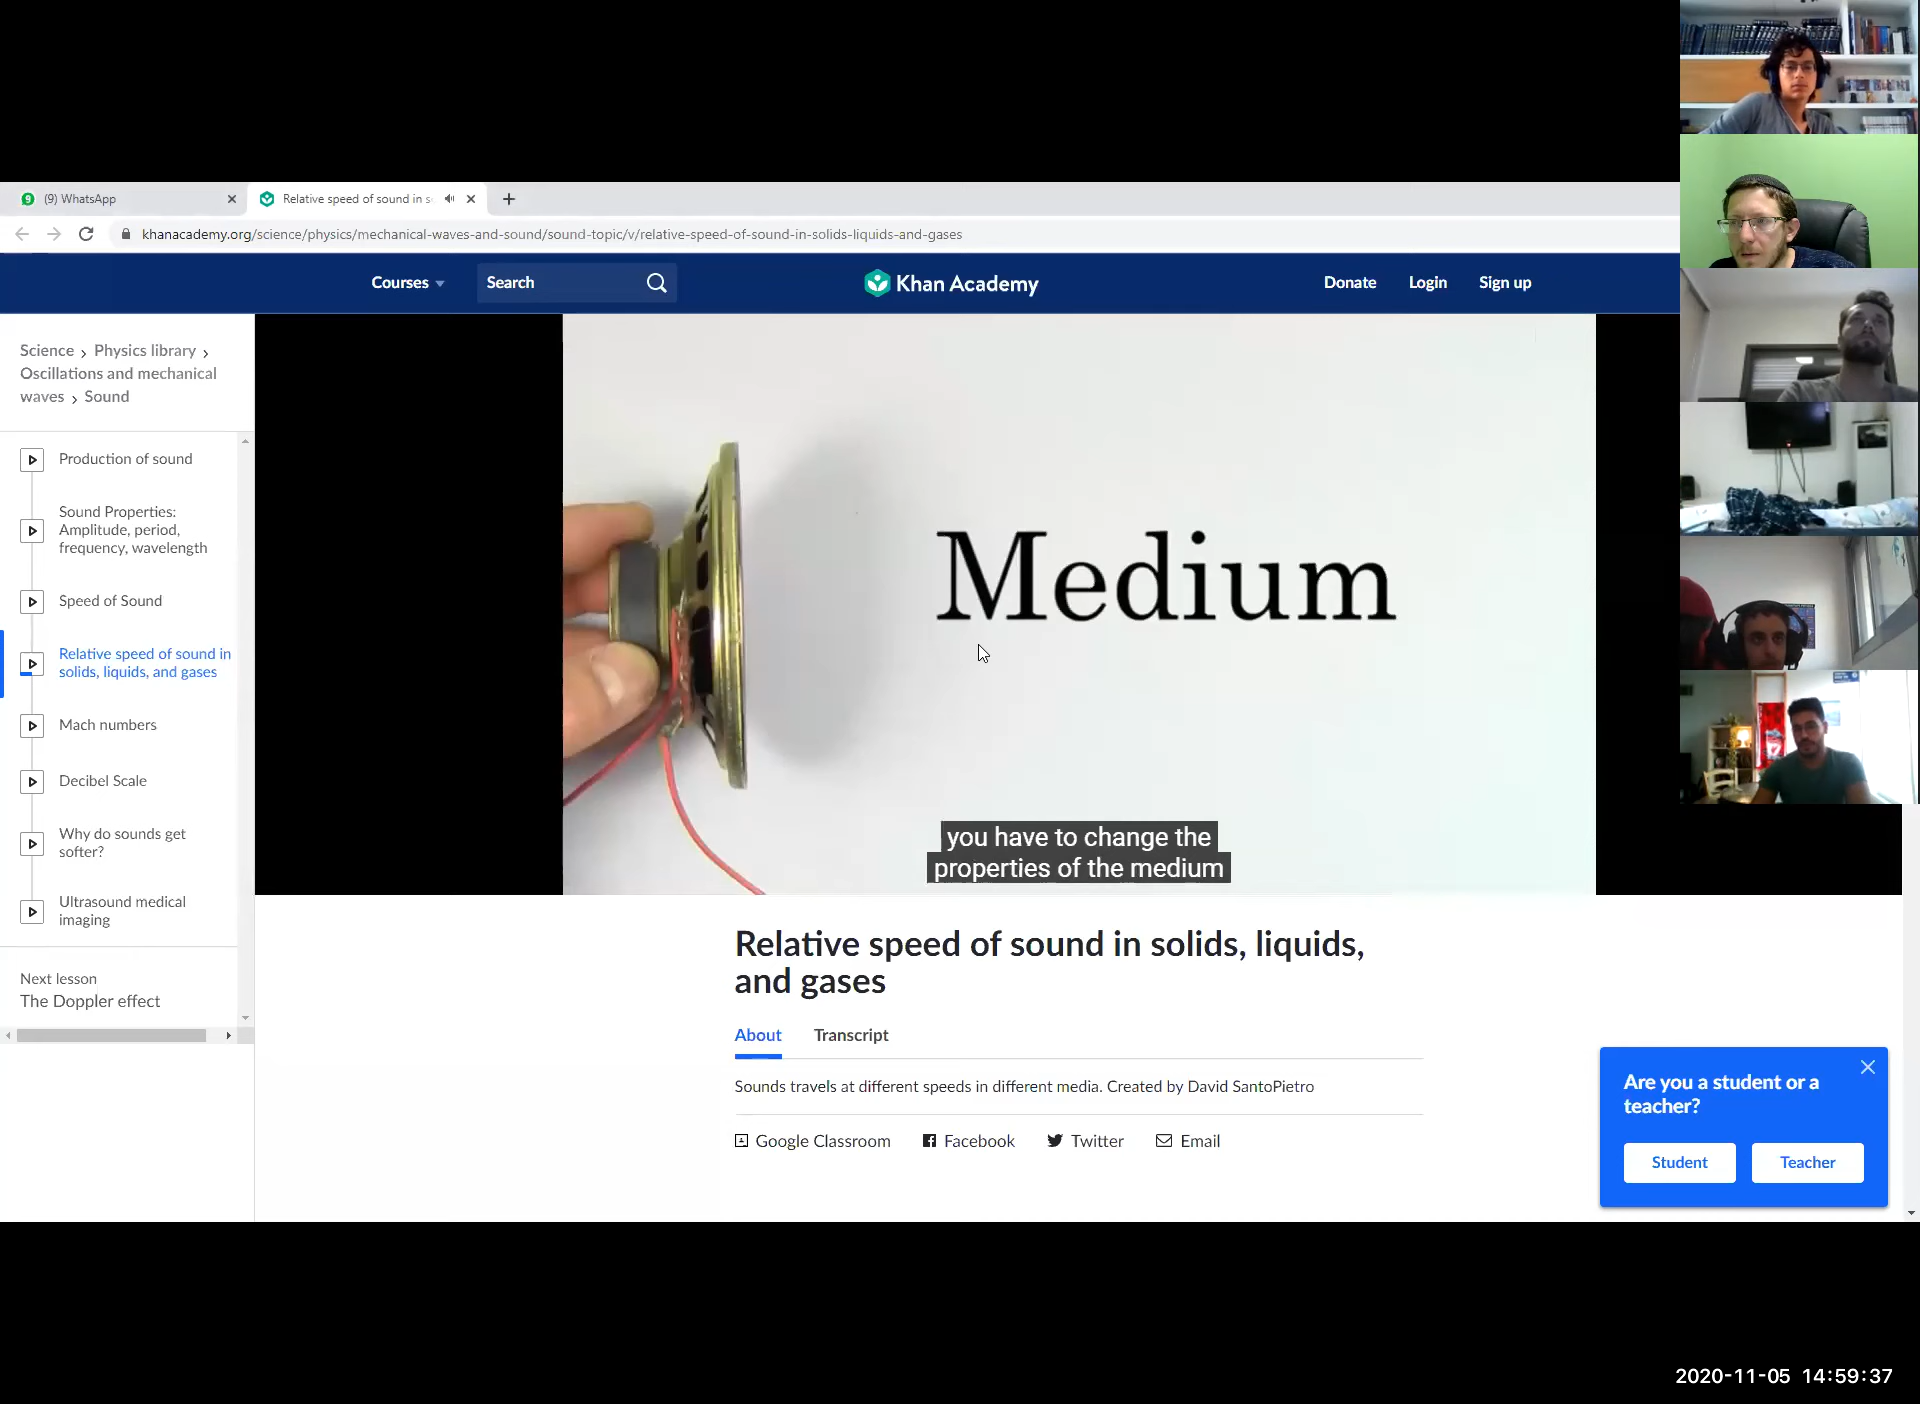 (9) WhatsApp
Relative speed of sound in s
khanacademy.org/science/physics/mechanical-waves-and-sound/sound-topic/v/relative-speed-of-sound-in-solids-liquids-and-gases
Courses
Search
Khan Academy
Donate
Login
Sign up
Science › Physics library ›
Oscillations and mechanical
waves › Sound
Production of sound
Sound Properties:
Amplitude, period,
frequency, wavelength
Speed of Sound
Relative speed of sound in
solids, liquids, and gases
Mach numbers
Decibel Scale
Why do sounds get
softer?
Ultrasound medical
imaging
Next lesson
The Doppler effect
Medium
you have to change the
properties of the medium
Relative speed of sound in solids, liquids,
and gases
About
Transcript
Sounds travels at different speeds in different media. Created by David SantoPietro
Google Classroom
Facebook
Twitter
Email
Are you a student or a
teacher?
Student
Teacher
2020-11-05 14:59:37